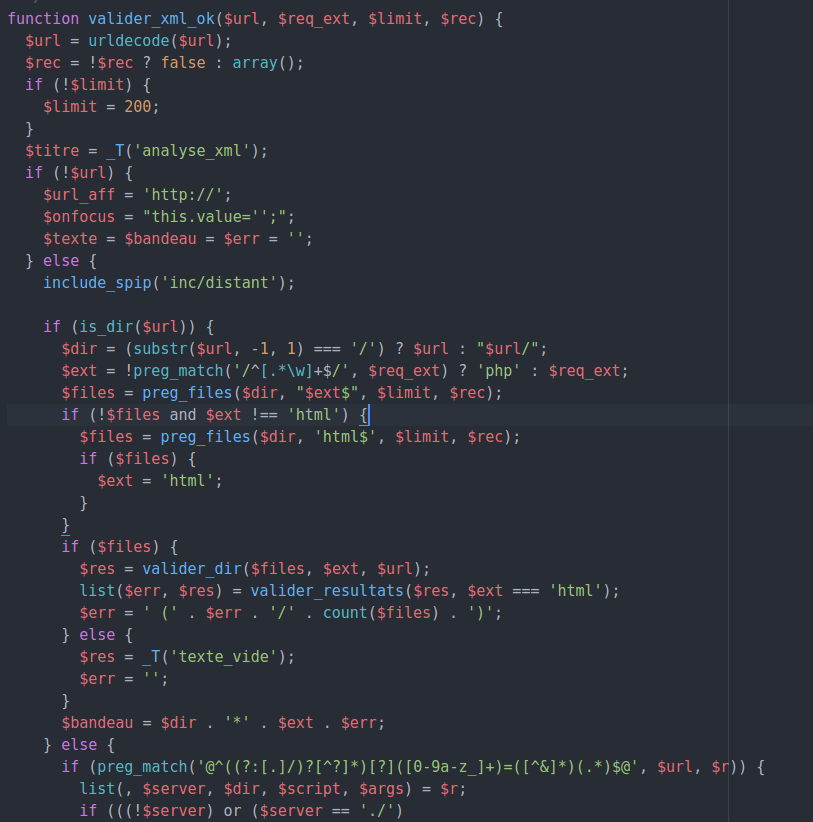 function valider_xml_ok($url, $req_ext, $limit, $rec) {
  $url = urldecode($url);
  $rec = !$rec ? false : array();
  if (!$limit) {
    $limit = 200;
  }
  $titre = _T('analyse_xml');
  if (!$url) {
    $url_aff = 'http://';
    $onfocus = "this.value='';";
    $texte = $bandeau = $err = '';
  } else {
    include_spip('inc/distant');

    if (is_dir($url)) {
      $dir = (substr($url, -1, 1) === '/') ? $url : "$url/";
      $ext = !preg_match('/^[.*\w]+$/', $req_ext) ? 'php' : $req_ext;
      $files = preg_files($dir, "$ext$", $limit, $rec);
      if (!$files and $ext !== 'html') {
        $files = preg_files($dir, 'html$', $limit, $rec);
        if ($files) {
          $ext = 'html';
        }
      }
      if ($files) {
        $res = valider_dir($files, $ext, $url);
        list($err, $res) = valider_resultats($res, $ext === 'html');
        $err = ' (' . $err . '/' . count($files) . ')';
      } else {
        $res = _T('texte_vide');
        $err = '';
      }
      $bandeau = $dir . '*' . $ext . $err;
    } else {
      if (preg_match('@^((?:[.]/)?[^?]*)[?]([0-9a-z_]+)=([^&]*)(.*)$@', $url, $r)) {
        list(, $server, $dir, $script, $args) = $r;
        if (((!$server) or ($server == './')